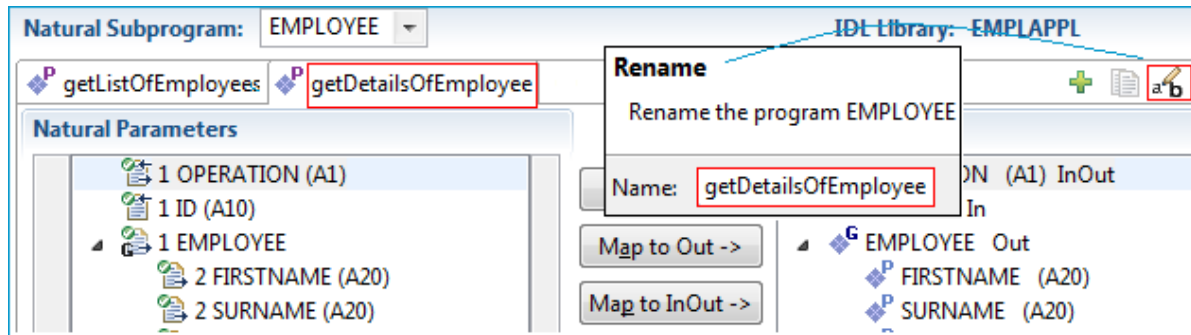 Natural Subprogram: EMPLOYEE IDL Library: EMPLAPPL
getListOfEmployees getDetailsOfEmployee
Rename
Rename the program EMPLOYEE
Name: getDetailsOfEmployee
Natural Parameters
1 OPERATION (A1)
1 ID (A10)
1 EMPLOYEE
2 FIRSTNAME (A20)
2 SURNAME (A20)
Map to Out ->
Map to InOut ->
ON (A1) InOut
In
EMPLOYEE Out
FIRSTNAME (A20)
SURNAME (A20)